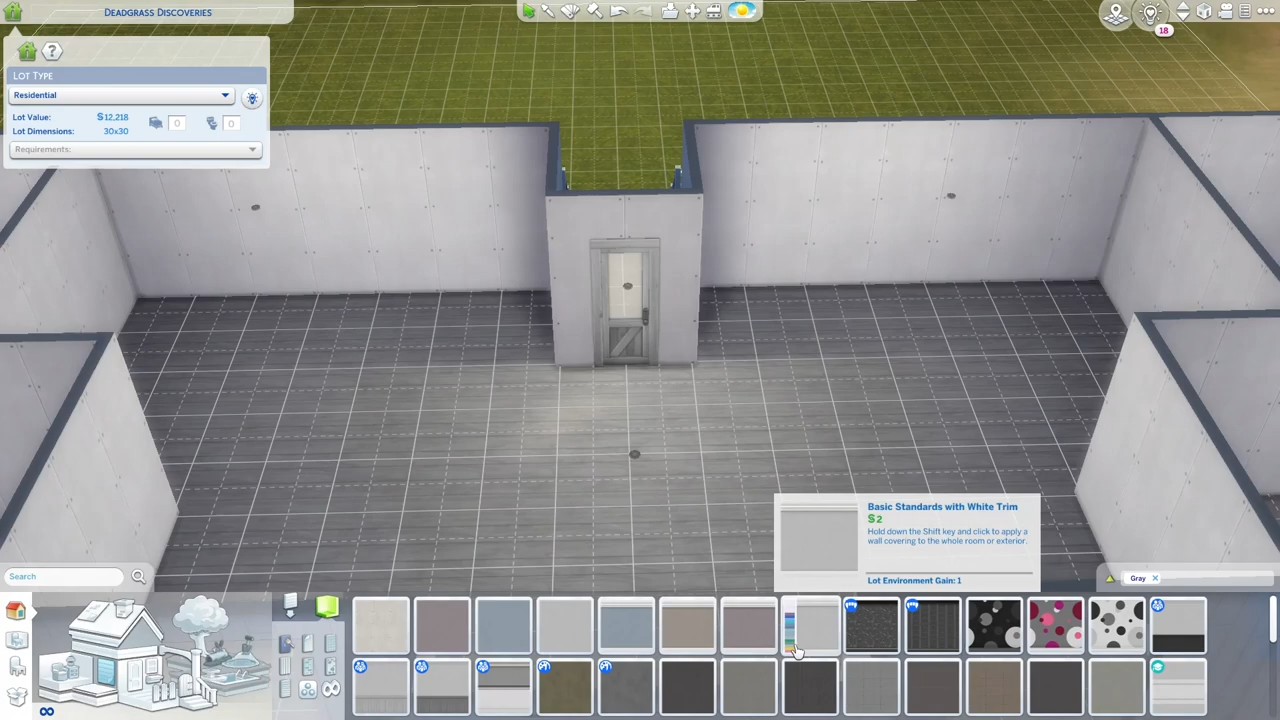 DEADGRASS DISCOVERIES
18
?
LOT TYPE
Residential
Lot Value: §12,218
0
0
Lot Dimensions: 30x30
Requirements:
Basic Standards with White Trim
§2
Hold down the Shift key and click to apply a
wall covering to the whole room or exterior.
Lot Environment Gain: 1
Search
Gray ×